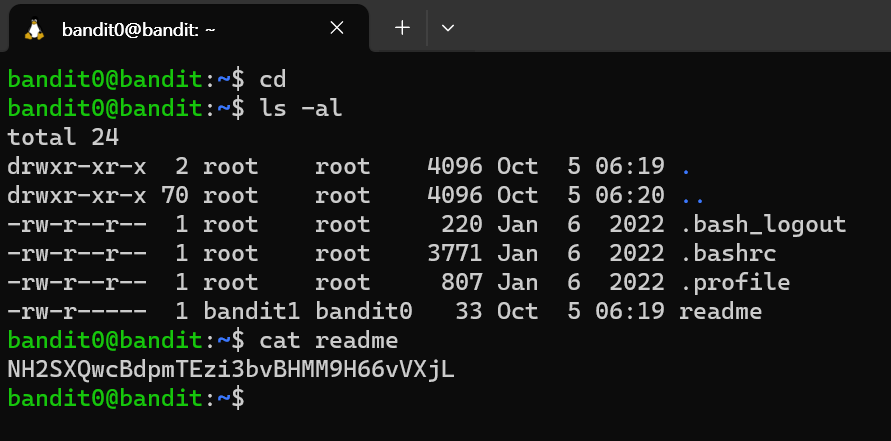 bandit0@bandit: ~
bandit0@bandit:~$ cd
bandit0@bandit:~$ ls -al
total 24
drwxr-xr-x  2 root    root    4096 Oct  5 06:19 .
drwxr-xr-x 70 root    root    4096 Oct  5 06:20 ..
-rw-r--r--  1 root    root     220 Jan  6  2022 .bash_logout
-rw-r--r--  1 root    root    3771 Jan  6  2022 .bashrc
-rw-r--r--  1 root    root     807 Jan  6  2022 .profile
-rw-r-----  1 bandit1 bandit0   33 Oct  5 06:19 readme
bandit0@bandit:~$ cat readme
NH2SXQwcBdpmTEzi3bvBHMM9H66vVXjL
bandit0@bandit:~$